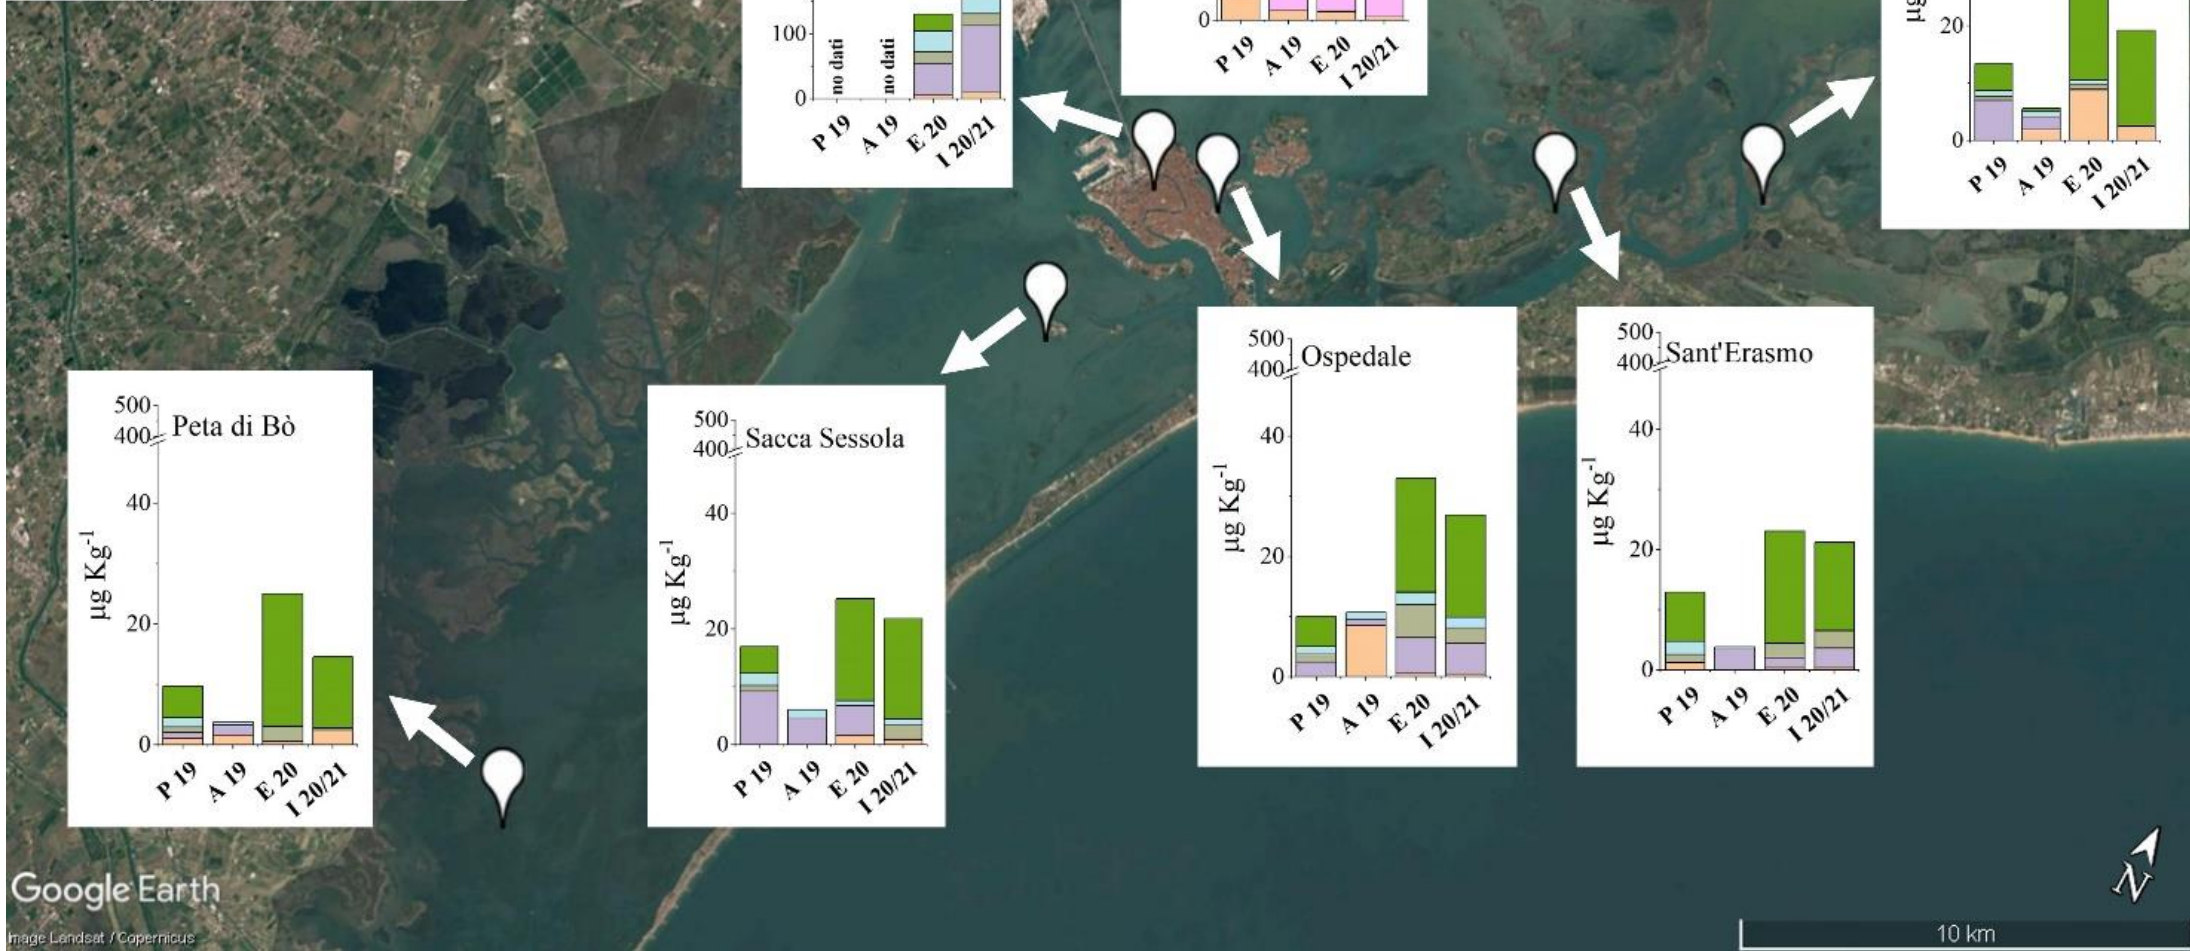 100
0
no dati
no dati
P 19
A 19
E 20
I 20/21
0
P 19
A 19
E 20
I 20/21
µg
20
0
P 19
A 19
E 20
I 20/21
500
400
Peta di Bò
40
20
0
µg Kg-1
P 19
A 19
E 20
I 20/21
500
400
Sacca Sessola
40
20
0
µg Kg-1
P 19
A 19
E 20
I 20/21
500
400
Ospedale
40
20
0
µg Kg-1
P 19
A 19
E 20
I 20/21
500
400
Sant'Erasmo
40
20
0
µg Kg-1
P 19
A 19
E 20
I 20/21
Google Earth
Image Landsat / Copernicus
N
10 km